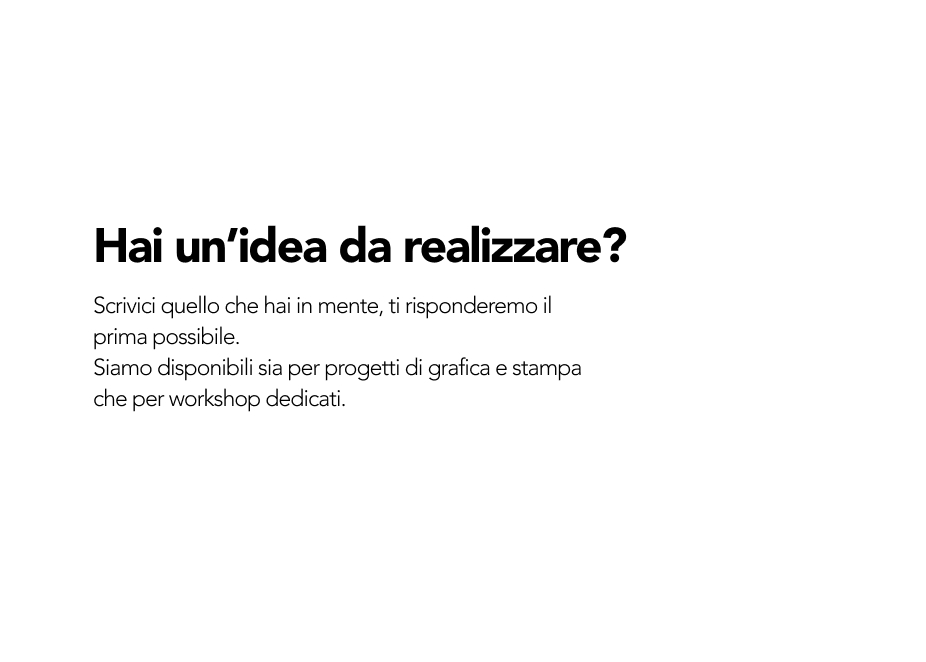 Hai un’idea da realizzare?
Scrivici quello che hai in mente, ti risponderemo il
prima possibile.
Siamo disponibili sia per progetti di grafica e stampa
che per workshop dedicati.